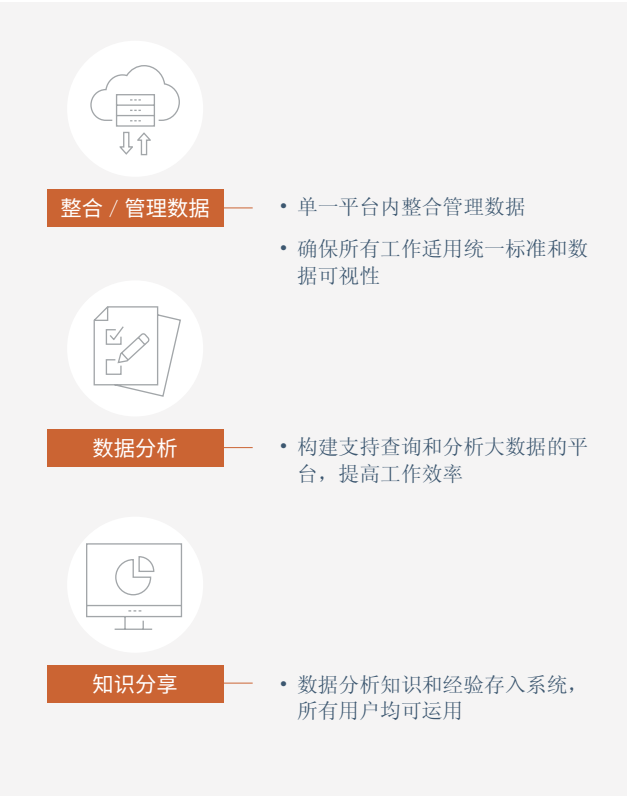 整合 / 管理数据
• 单一平台内整合管理数据
• 确保所有工作适用统一标准和数
据可视性
数据分析
• 构建支持查询和分析大数据的平
台，提高工作效率
知识分享
• 数据分析知识和经验存入系统，
所有用户均可运用